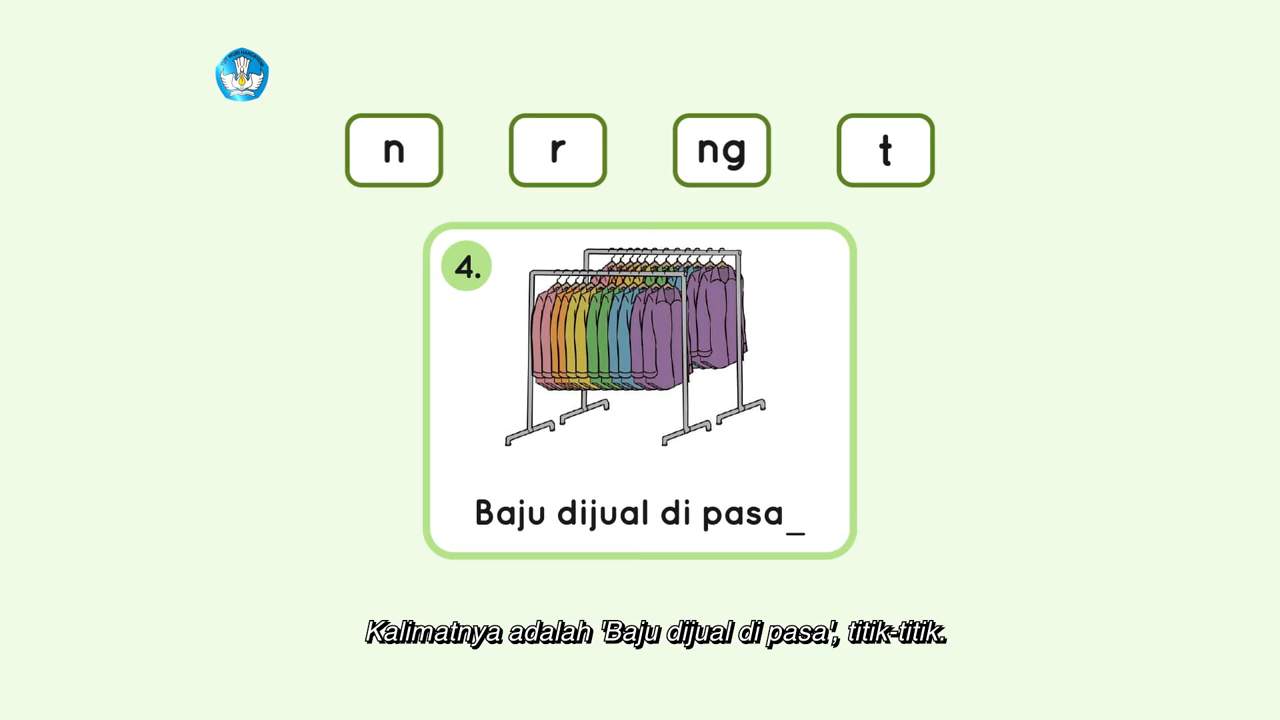 n r ng t
4.
Baju dijual di pasa_
Kalimatnya adalah 'Baju dijual di pasa', titik-titik.